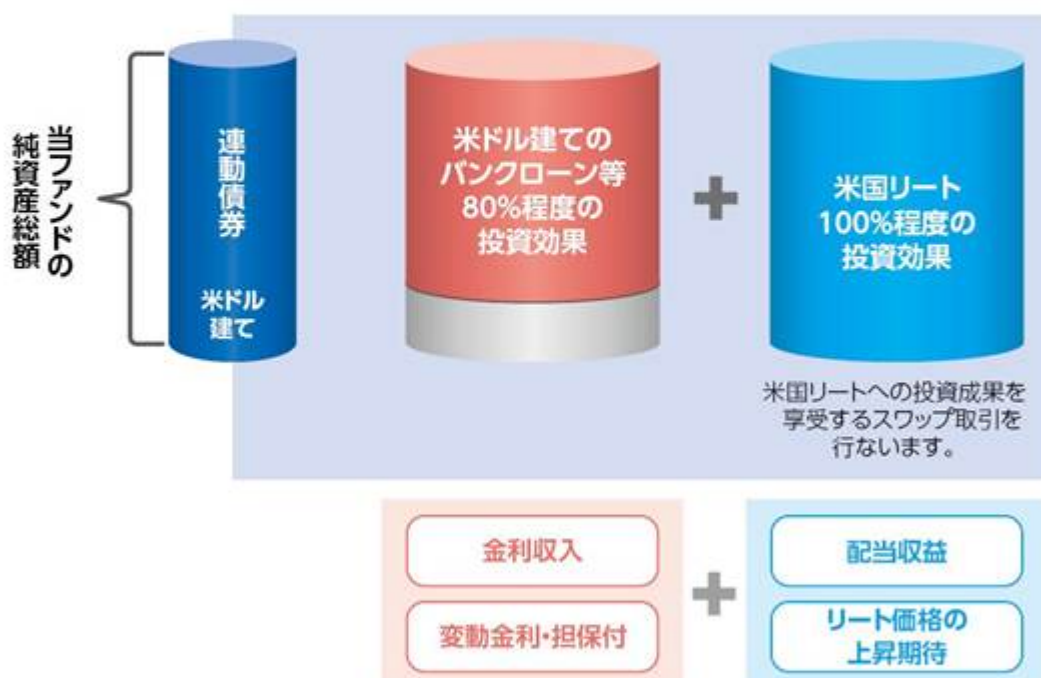 当ファンドの
純資産総額
連動債券
米ドル
建て
米ドル建ての
バンクローン等
80%程度の
投資効果
+
米国リート
100%程度の
投資効果
米国リートへの投資成果を
享受するスワップ取引を
行ないます。
金利収入
変動金利・担保付
+
配当収益
リート価格の
上昇期待